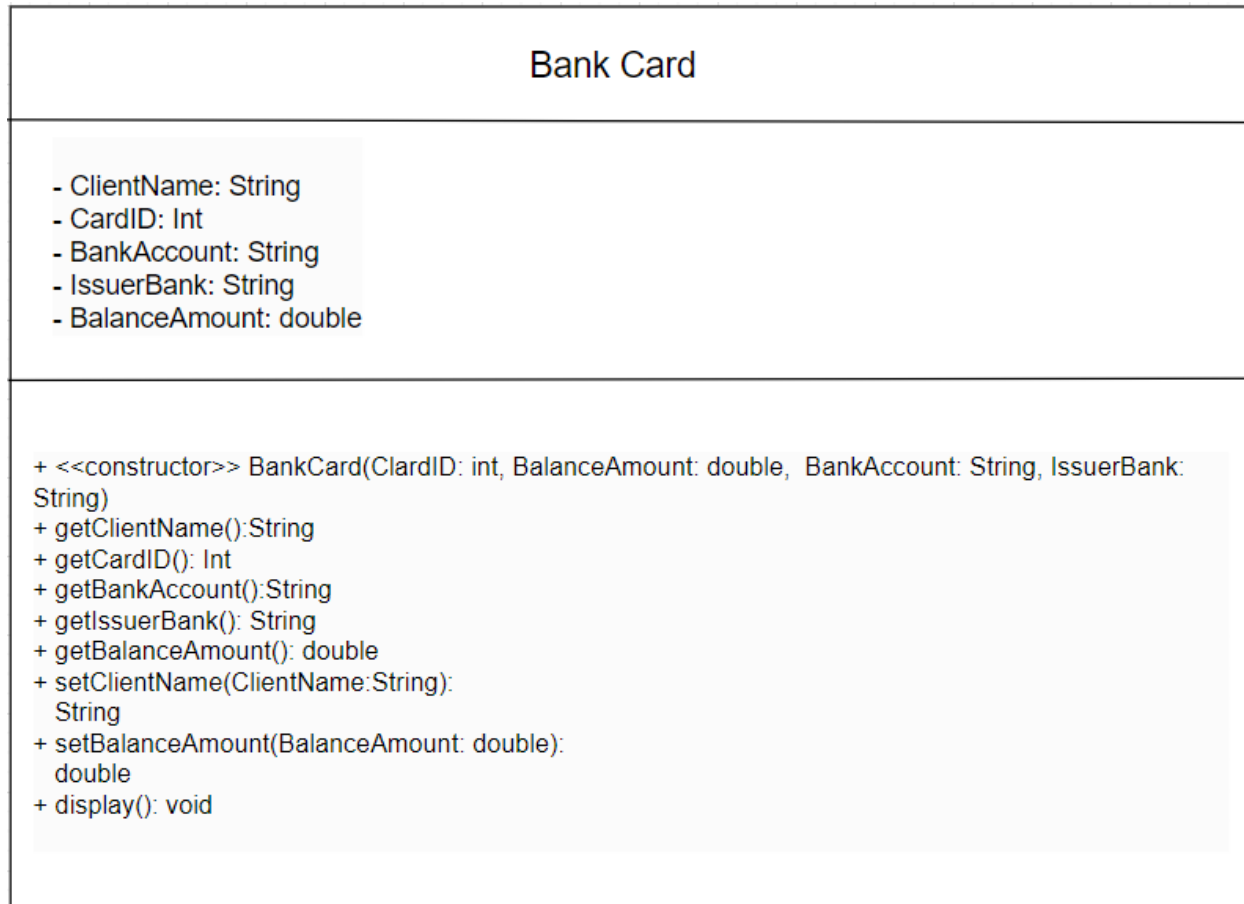 Bank Card
- ClientName: String
- CardID: Int
- BankAccount: String
- IssuerBank: String
- BalanceAmount: double
+ <<constructor>> BankCard(ClardID: int, BalanceAmount: double,  BankAccount: String, IssuerBank:
String)
+ getClientName():String
+ getCardID(): Int
+ getBankAccount():String
+ getIssuerBank(): String
+ getBalanceAmount(): double
+ setClientName(ClientName:String):
String
+ setBalanceAmount(BalanceAmount: double):
double
+ display(): void